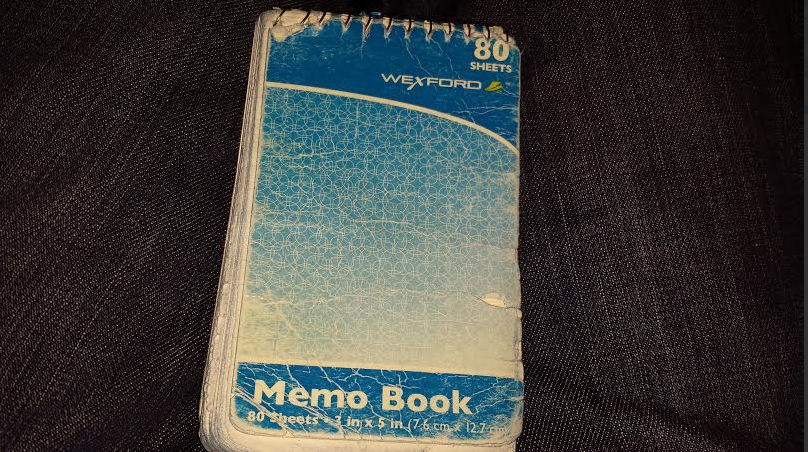 80
SHEETS
WEXFORD
Memo Book
80 Sheets • 3 in x 5 in (7.6 cm x 12.7 cm)